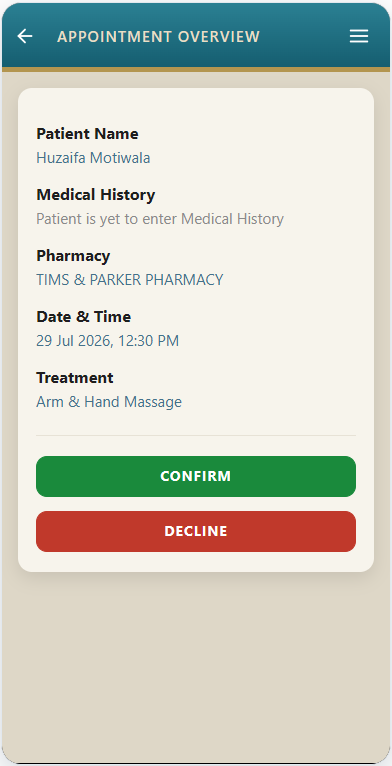 APPOINTMENT OVERVIEW
Patient Name
Huzaifa Motiwala
Medical History
Patient is yet to enter Medical History
Pharmacy
TIMS & PARKER PHARMACY
Date & Time
29 Jul 2026, 12:30 PM
Treatment
Arm & Hand Massage
CONFIRM
DECLINE